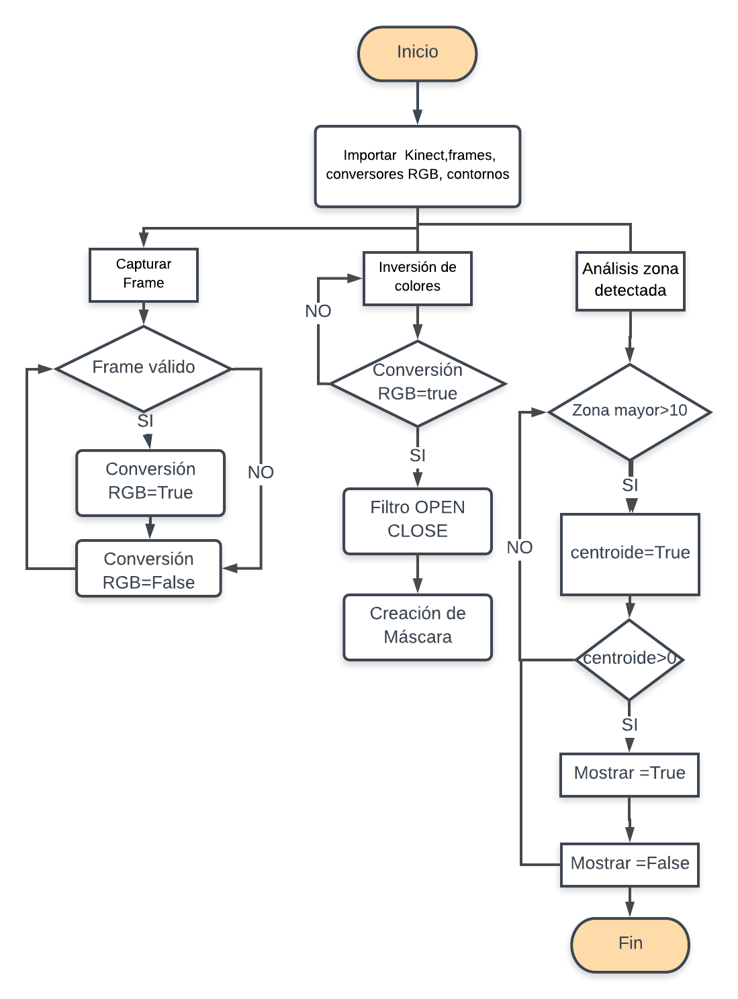 Inicio
Importar  Kinect,frames,
conversores RGB, contornos
Capturar
Frame
Frame válido
SI
NO
Conversión
RGB=True
Conversión
RGB=False
Inversión de
colores
NO
Conversión
RGB=true
SI
Filtro OPEN
CLOSE
Creación de
Máscara
Análisis zona
detectada
Zona mayor>10
SI
NO
centroide=True
centroide>0
SI
Mostrar =True
Mostrar =False
Fin